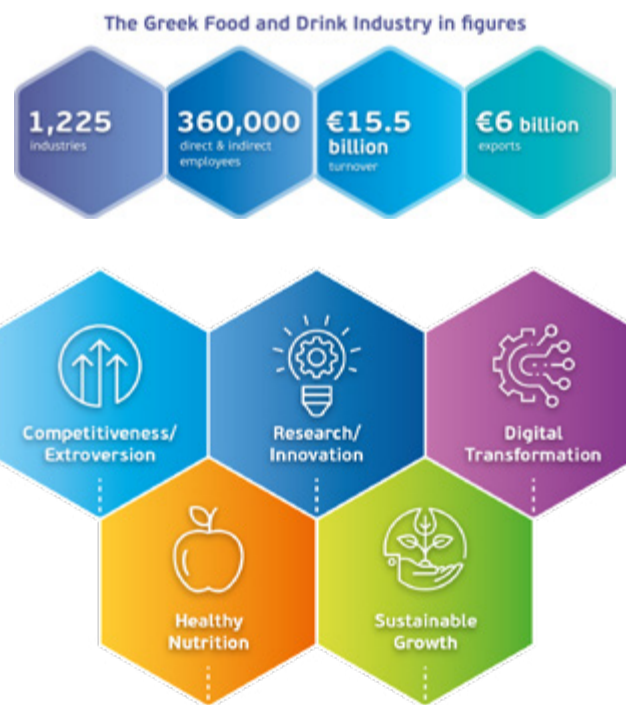 The Greek Food and Drink Industry in figures
1,225
industries
360,000
direct & indirect
employees
€15.5
billion
turnover
€6 billion
exports
Competitiveness/
Extroversion
Research/
Innovation
Digital
Transformation
Healthy
Nutrition
Sustainable
Growth